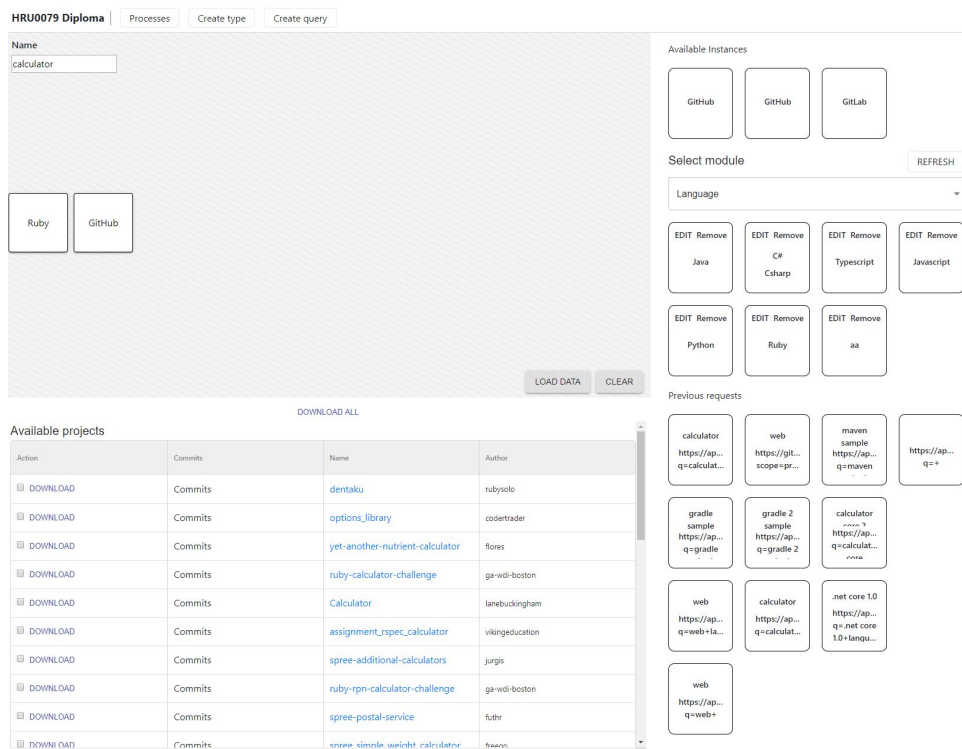 HRU0079 Diploma Processes Create type Create query
Name
calculator
Ruby GitHub
LOAD DATA CLEAR
DOWNLOAD ALL
Available projects
Action Commits Name Author
DOWNLOAD Commits dentaku rubysolo
DOWNLOAD Commits options_library codertrader
DOWNLOAD Commits yet-another-nutrient-calculator flores
DOWNLOAD Commits ruby-calculator-challenge ga-wdi-boston
DOWNLOAD Commits Calculator lanebuckingham
DOWNLOAD Commits assignment_rspec_calculator vikingeducation
DOWNLOAD Commits spree-additional-calculators jurgis
DOWNLOAD Commits ruby-rpn-calculator-challenge ga-wdi-boston
DOWNLOAD Commits spree-postal-service futhr
DOWNLOAD Commits spree_simple_weight_calculator freego
Available Instances
GitHub GitHub GitLab
Select module REFRESH
Language
EDIT Remove EDIT Remove EDIT Remove EDIT Remove
Java C# Csharp Typescript Javascript
EDIT Remove EDIT Remove EDIT Remove
Python Ruby aa
Previous requests
calculator
https://ap...
q=calculat...
web
https://git...
scope=pr...
maven
sample
https://ap...
q=maven
https://ap...
q=+
gradle
sample
https://ap...
q=gradle
gradle 2
sample
https://ap...
q=gradle 2
calculator
core 2
https://ap...
q=calculat...
core
web
https://ap...
q=web+la...
calculator
https://ap...
q=calculat...
.net core 1.0
https://ap...
q=.net core
1.0+langu...
web
https://ap...
q=web+